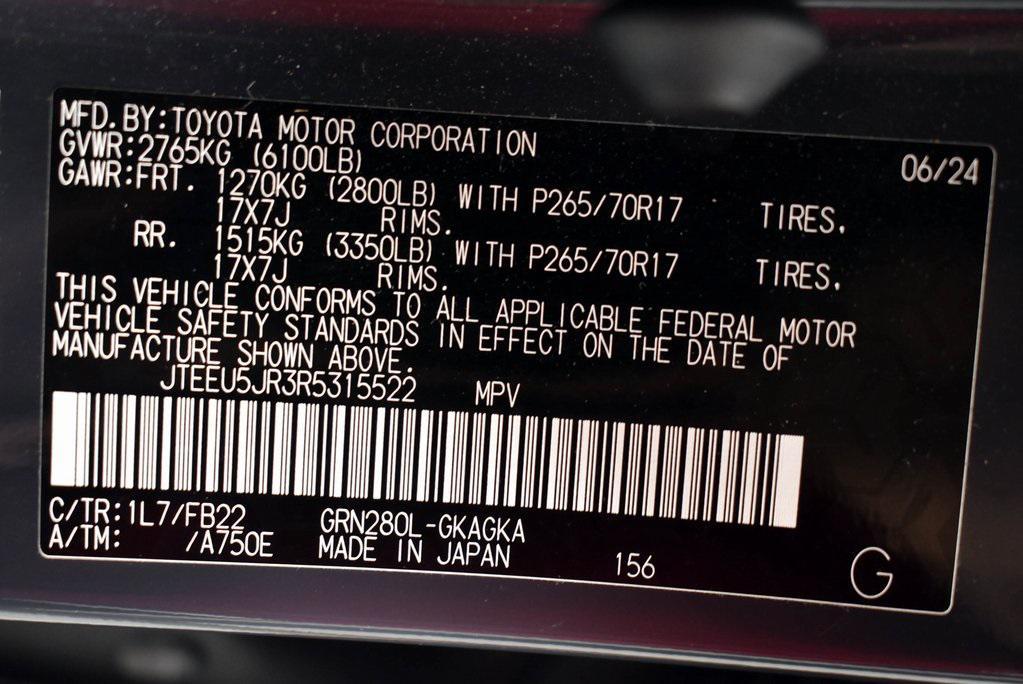 MFD. BY:TOYOTA MOTOR CORPORATION 06/24
GVWR:2765KG (6100LB)
GAWR:FRT. 1270KG (2800LB) WITH P265/70R17 TIRES.
17X7J RIMS.
RR. 1515KG (3350LB) WITH P265/70R17 TIRES.
17X7J RIMS.
THIS VEHICLE CONFORMS TO ALL APPLICABLE FEDERAL MOTOR
VEHICLE SAFETY STANDARDS IN EFFECT ON THE DATE OF
MANUFACTURE SHOWN ABOVE.
JTEEU5JR3R5315522 MPV
C/TR:1L7/FB22 GRN280L-GKAGKA
A/TM: /A750E MADE IN JAPAN 156 G